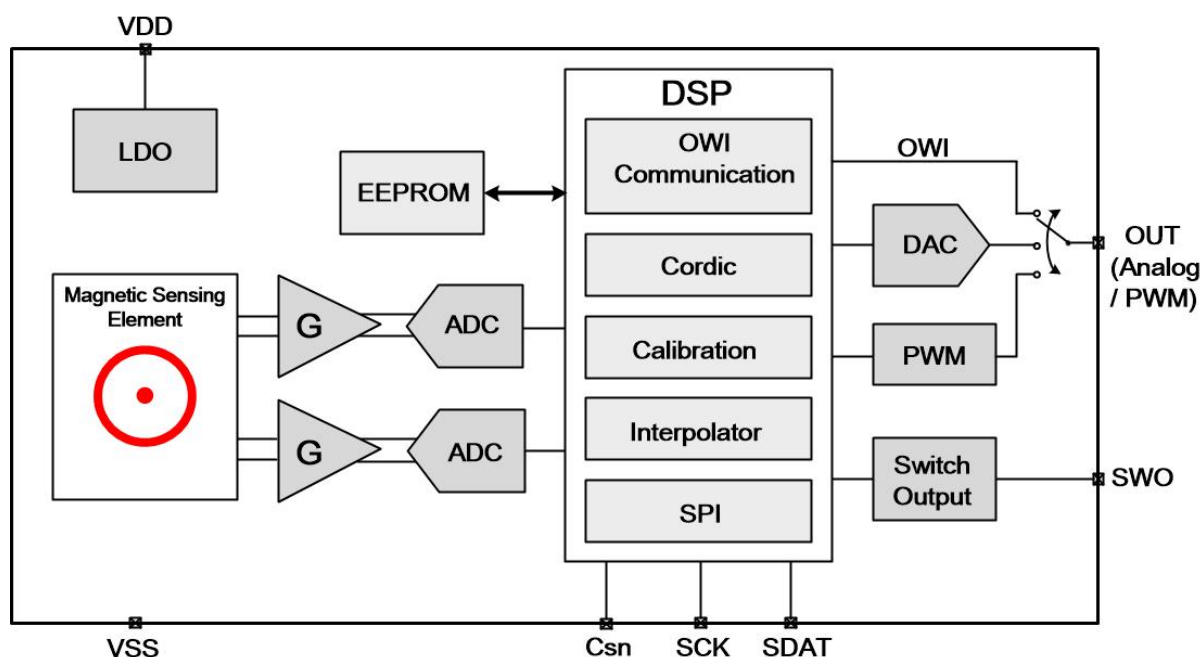 VDD
LDO
EEPROM
Magnetic Sensing
Element
G
ADC
G
ADC
DSP
OWI
Communication
Cordic
Calibration
Interpolator
SPI
OWI
DAC
PWM
Switch
Output
OUT
(Analog
/ PWM)
SWO
VSS
Csn
SCK
SDAT